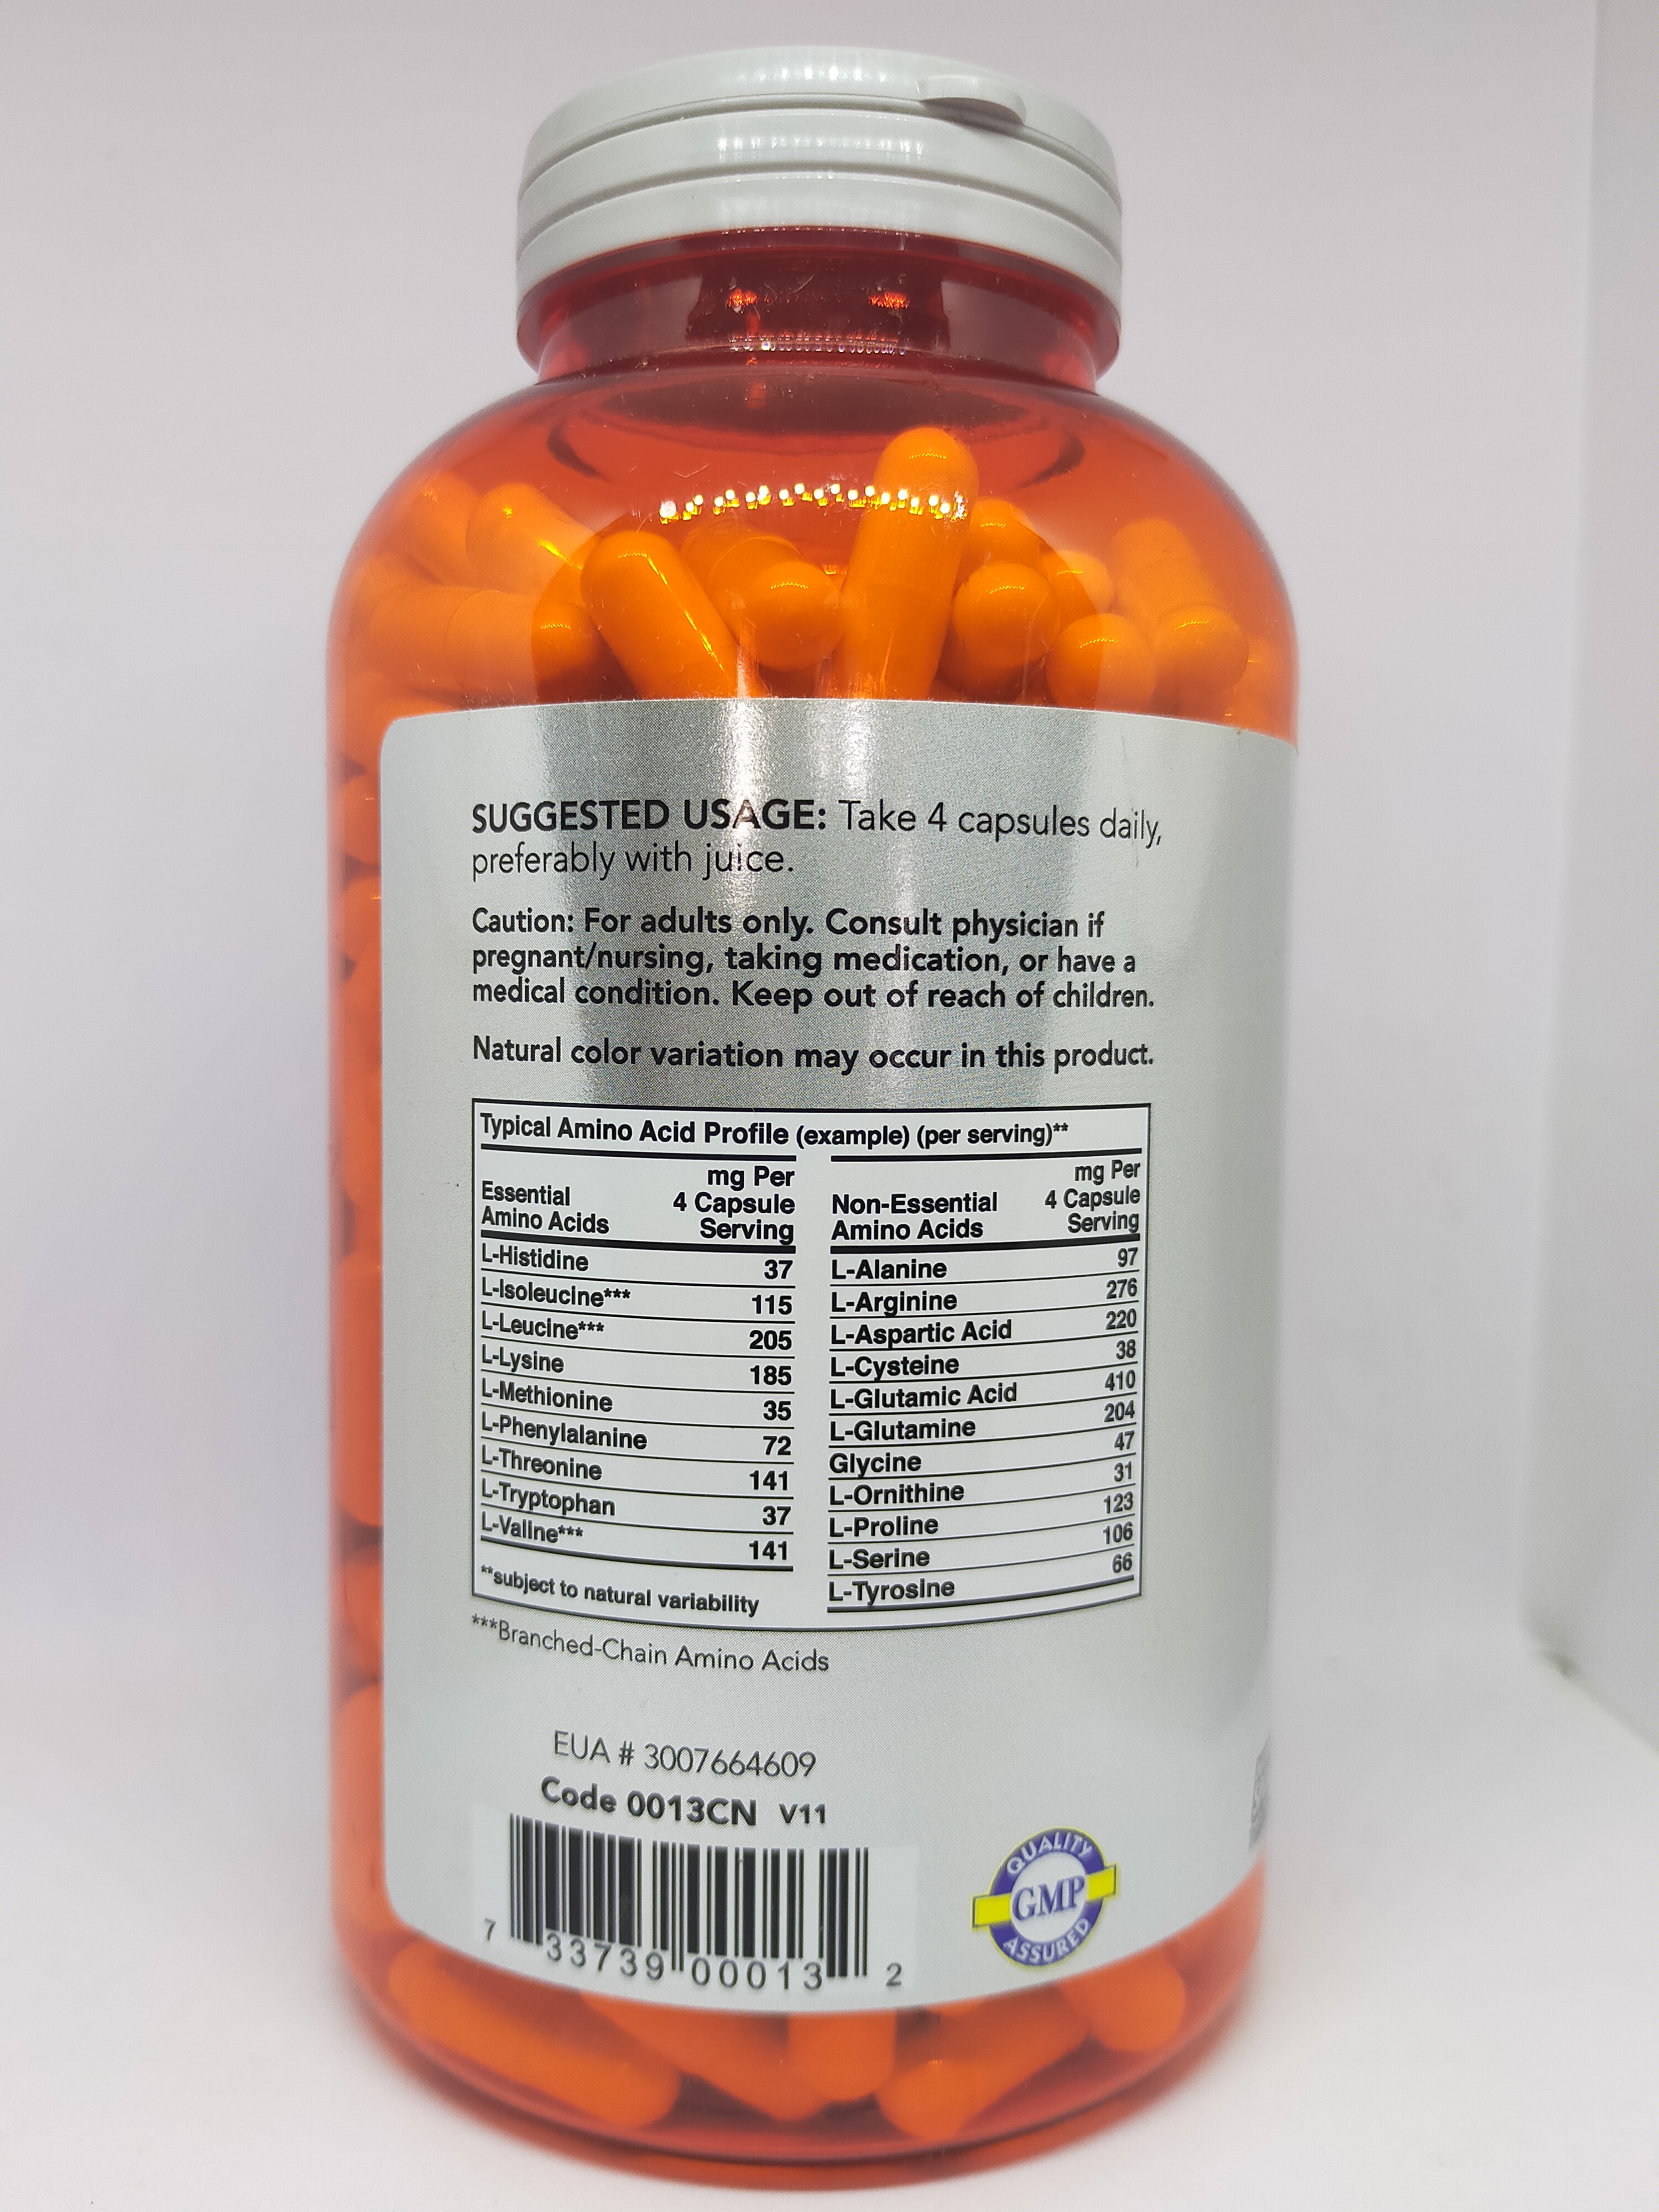 SUGGESTED USAGE: Take 4 capsules daily,
preferably with juice.
Caution: For adults only. Consult physician if
pregnant/nursing, taking medication, or have a
medical condition. Keep out of reach of children.
Natural color variation may occur in this product.
Typical Amino Acid Profile (example) (per serving)**
Essential Amino Acids mg Per 4 Capsule Serving
L-Histidine 37
L-Isoleucine*** 115
L-Leucine*** 205
L-Lysine 185
L-Methionine 35
L-Phenylalanine 72
L-Threonine 141
L-Tryptophan 37
L-Valine*** 141
**subject to natural variability
Non-Essential Amino Acids mg Per 4 Capsule Serving
L-Alanine 97
L-Arginine 276
L-Aspartic Acid 220
L-Cysteine 38
L-Glutamic Acid 410
L-Glutamine 204
Glycine 47
L-Ornithine 31
L-Proline 123
L-Serine 106
L-Tyrosine 66
***Branched-Chain Amino Acids
EUA # 3007664609
Code 0013CN V11
7 33739 00013 2
QUALITY
GMP
ASSURED